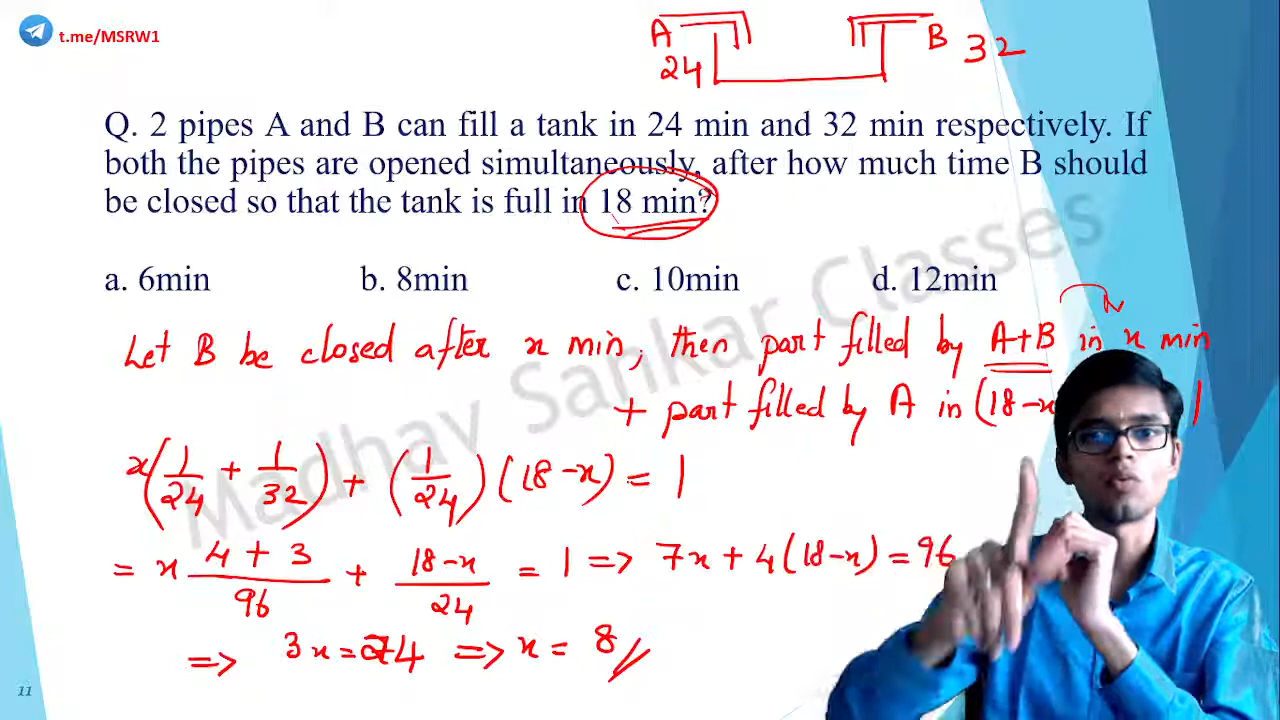 t.me/MSRW1
A B 32
24
Q. 2 pipes A and B can fill a tank in 24 min and 32 min respectively. If
both the pipes are opened simultaneously, after how much time B should
be closed so that the tank is full in 18 min?
a. 6min b. 8min c. 10min d. 12min
Let B be closed after x min, then part filled by A+B in x min
+ part filled by A in (18-x 1
x(1/24 + 1/32) + (1/24)(18-x) = 1
= x 4+3/96 + 18-x/24 = 1 => 7x + 4(18-x) = 96
=> 3x = 24 => x = 8
Madhav Sankar Classes
11